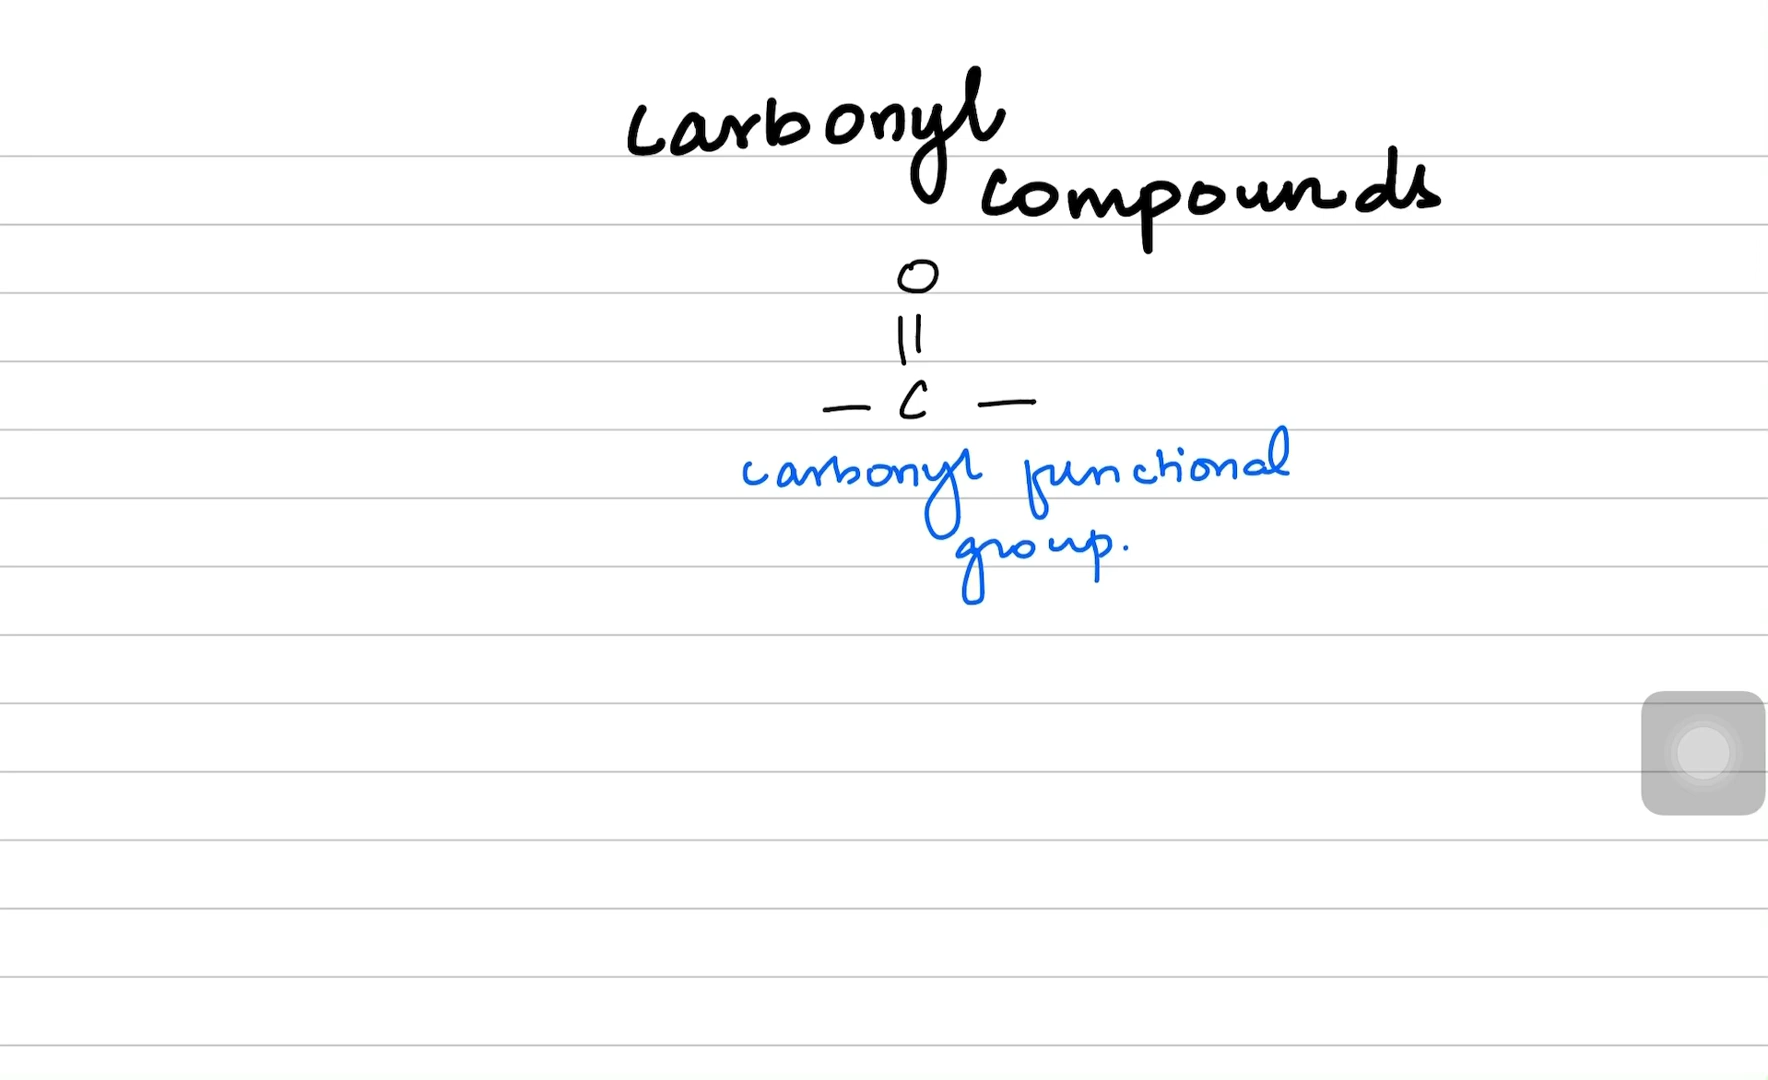 carbonyl
compounds
O
||
— C —
carbonyl functional
group.